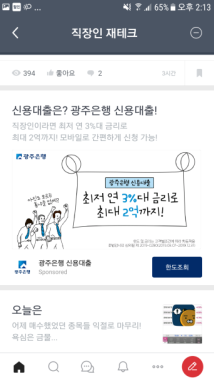 65% 오후 2:13
직장인 재테크
394 좋아요 2
신용대출은? 광주은행 신용대출!
직장인이라면 최저 연 3%대 금리로
최대 2억까지! 모바일로 간편하게 신청 가능!
광주은행
광주은행 신용대출
최저 연 3%대 금리로
최대 2억까지!
광주은행 신용대출
Sponsored
한도조회
오늘은
어제 매수했었던 종목들 익절로 마무리!
욕심은 금물...